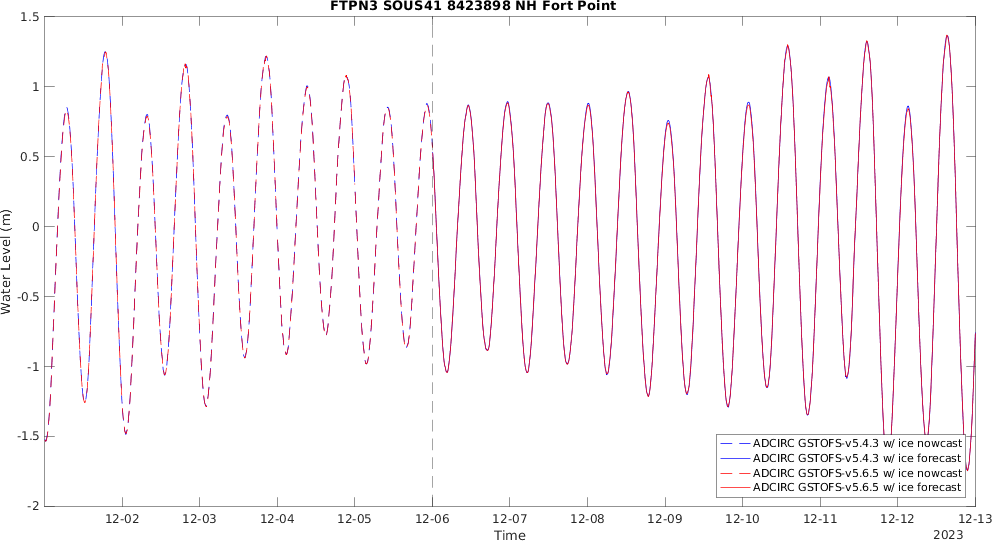 FTPN3 SOUS41 8423898 NH Fort Point
1.5
1
0.5
0
-0.5
-1
-1.5
-2
Water Level (m)
12-02 12-03 12-04 12-05 12-06 12-07 12-08 12-09 12-10 12-11 12-12 12-13
Time
2023
ADCIRC GSTOFS-v5.4.3 w/ ice nowcast
ADCIRC GSTOFS-v5.4.3 w/ ice forecast
ADCIRC GSTOFS-v5.6.5 w/ ice nowcast
ADCIRC GSTOFS-v5.6.5 w/ ice forecast